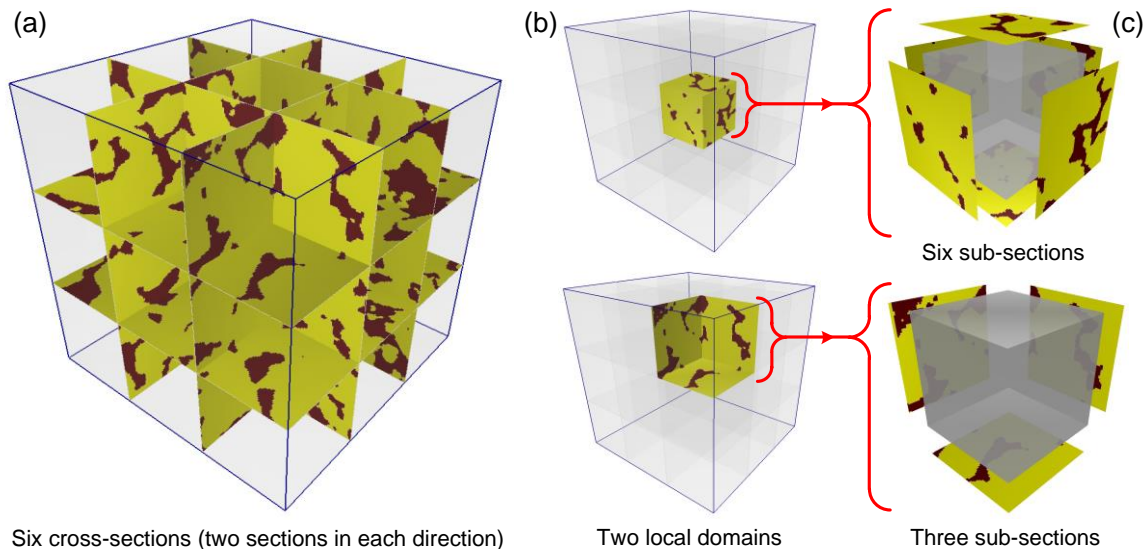 (a)
(b)
(c)
Six sub-sections
Six cross-sections (two sections in each direction)
Two local domains
Three sub-sections